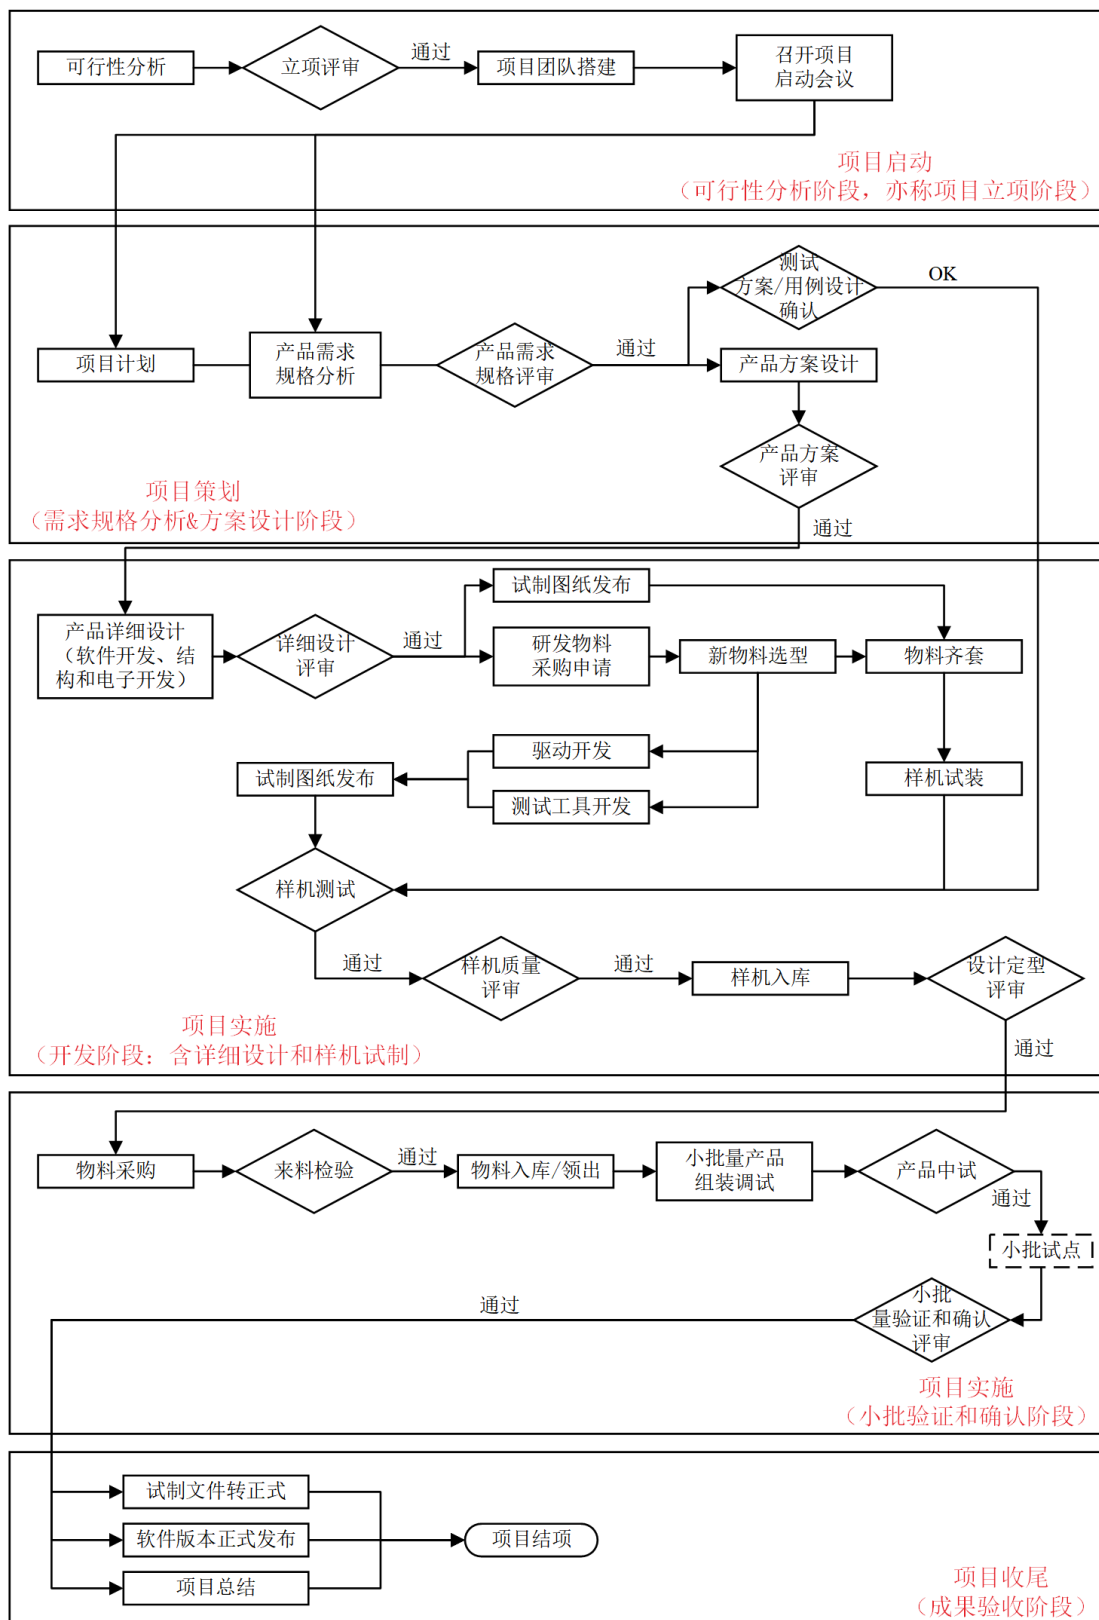 可行性分析
立项评审
通过
项目团队搭建
召开项目
启动会议
项目启动
（可行性分析阶段，亦称项目立项阶段）
测试
方案/用例设计
确认
OK
项目计划
产品需求
规格分析
产品需求
规格评审
通过
产品方案设计
产品方案
评审
项目策划
（需求规格分析&方案设计阶段）
通过
试制图纸发布
产品详细设计
（软件开发、结
构和电子开发）
详细设计
评审
通过
研发物料
采购申请
新物料选型
物料齐套
驱动开发
试制图纸发布
测试工具开发
样机试装
样机测试
通过
样机质量
评审
通过
样机入库
设计定型
评审
项目实施
（开发阶段：含详细设计和样机试制）
通过
物料采购
来料检验
通过
物料入库/领出
小批量产品
组装调试
产品中试
通过
小批试点
通过
小批
量验证和确认
评审
项目实施
（小批验证和确认阶段）
试制文件转正式
软件版本正式发布
项目结项
项目总结
项目收尾
（成果验收阶段）